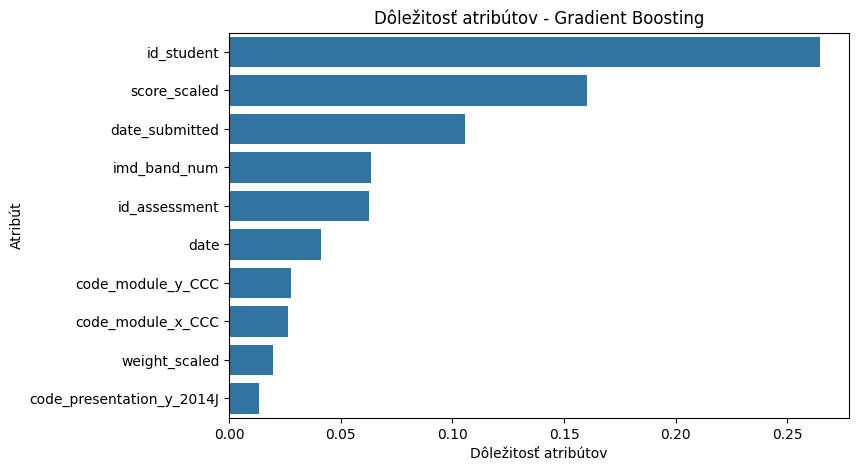 Dôležitosť atribútov - Gradient Boosting
Atribút
id_student
score_scaled
date_submitted
imd_band_num
id_assessment
date
code_module_y_CCC
code_module_x_CCC
weight_scaled
code_presentation_y_2014J
0.00 0.05 0.10 0.15 0.20 0.25
Dôležitosť atribútov